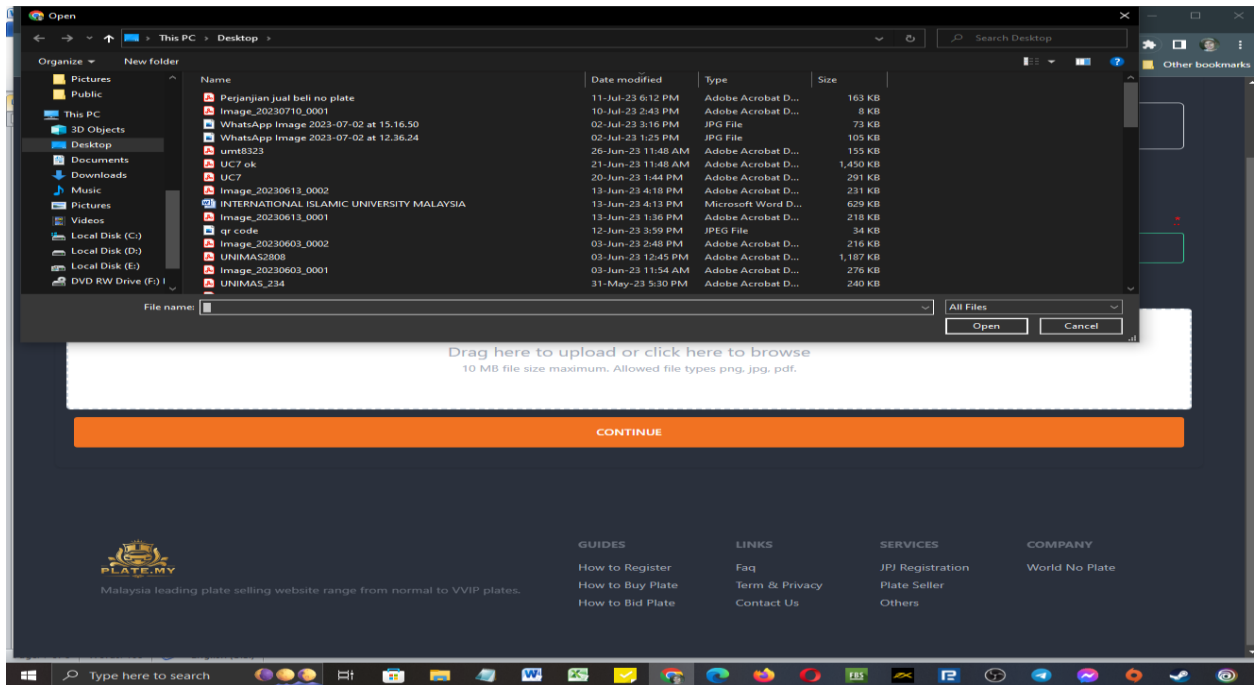 Open
This PC > Desktop >
Search Desktop
Organize
New folder
Other bookmarks
Pictures
Public
This PC
3D Objects
Desktop
Documents
Downloads
Music
Pictures
Videos
Local Disk (C:)
Local Disk (D:)
Local Disk (E:)
DVD RW Drive (F:) I
Name Date modified Type Size
Perjanjian jual beli no plate 11-Jul-23 6:12 PM Adobe Acrobat D... 163 KB
Image_20230710_0001 10-Jul-23 2:43 PM Adobe Acrobat D... 8 KB
WhatsApp Image 2023-07-02 at 15.16.50 02-Jul-23 3:16 PM JPG File 73 KB
WhatsApp Image 2023-07-02 at 12.36.24 02-Jul-23 1:25 PM JPG File 105 KB
umt8323 26-Jun-23 11:48 AM Adobe Acrobat D... 155 KB
UC7 ok 21-Jun-23 11:48 AM Adobe Acrobat D... 1,450 KB
UC7 20-Jun-23 1:44 PM Adobe Acrobat D... 291 KB
Image_20230613_0002 13-Jun-23 4:18 PM Adobe Acrobat D... 231 KB
INTERNATIONAL ISLAMIC UNIVERSITY MALAYSIA 13-Jun-23 4:13 PM Microsoft Word D... 629 KB
Image_20230613_0001 13-Jun-23 1:36 PM Adobe Acrobat D... 218 KB
qr code 12-Jun-23 3:59 PM JPEG File 34 KB
Image_20230603_0002 03-Jun-23 2:48 PM Adobe Acrobat D... 216 KB
UNIMAS2808 03-Jun-23 12:45 PM Adobe Acrobat D... 1,187 KB
Image_20230603_0001 03-Jun-23 11:54 AM Adobe Acrobat D... 276 KB
UNIMAS_234 31-May-23 5:30 PM Adobe Acrobat D... 240 KB
File name:
All Files
Open Cancel
Drag here to upload or click here to browse
10 MB file size maximum. Allowed file types png, jpg, pdf.
CONTINUE
PLATE.MY
Malaysia leading plate selling website range from normal to VVIP plates.
GUIDES
How to Register
How to Buy Plate
How to Bid Plate
LINKS
Faq
Term & Privacy
Contact Us
SERVICES
JPJ Registration
Plate Seller
Others
COMPANY
World No Plate
Type here to search
FBS